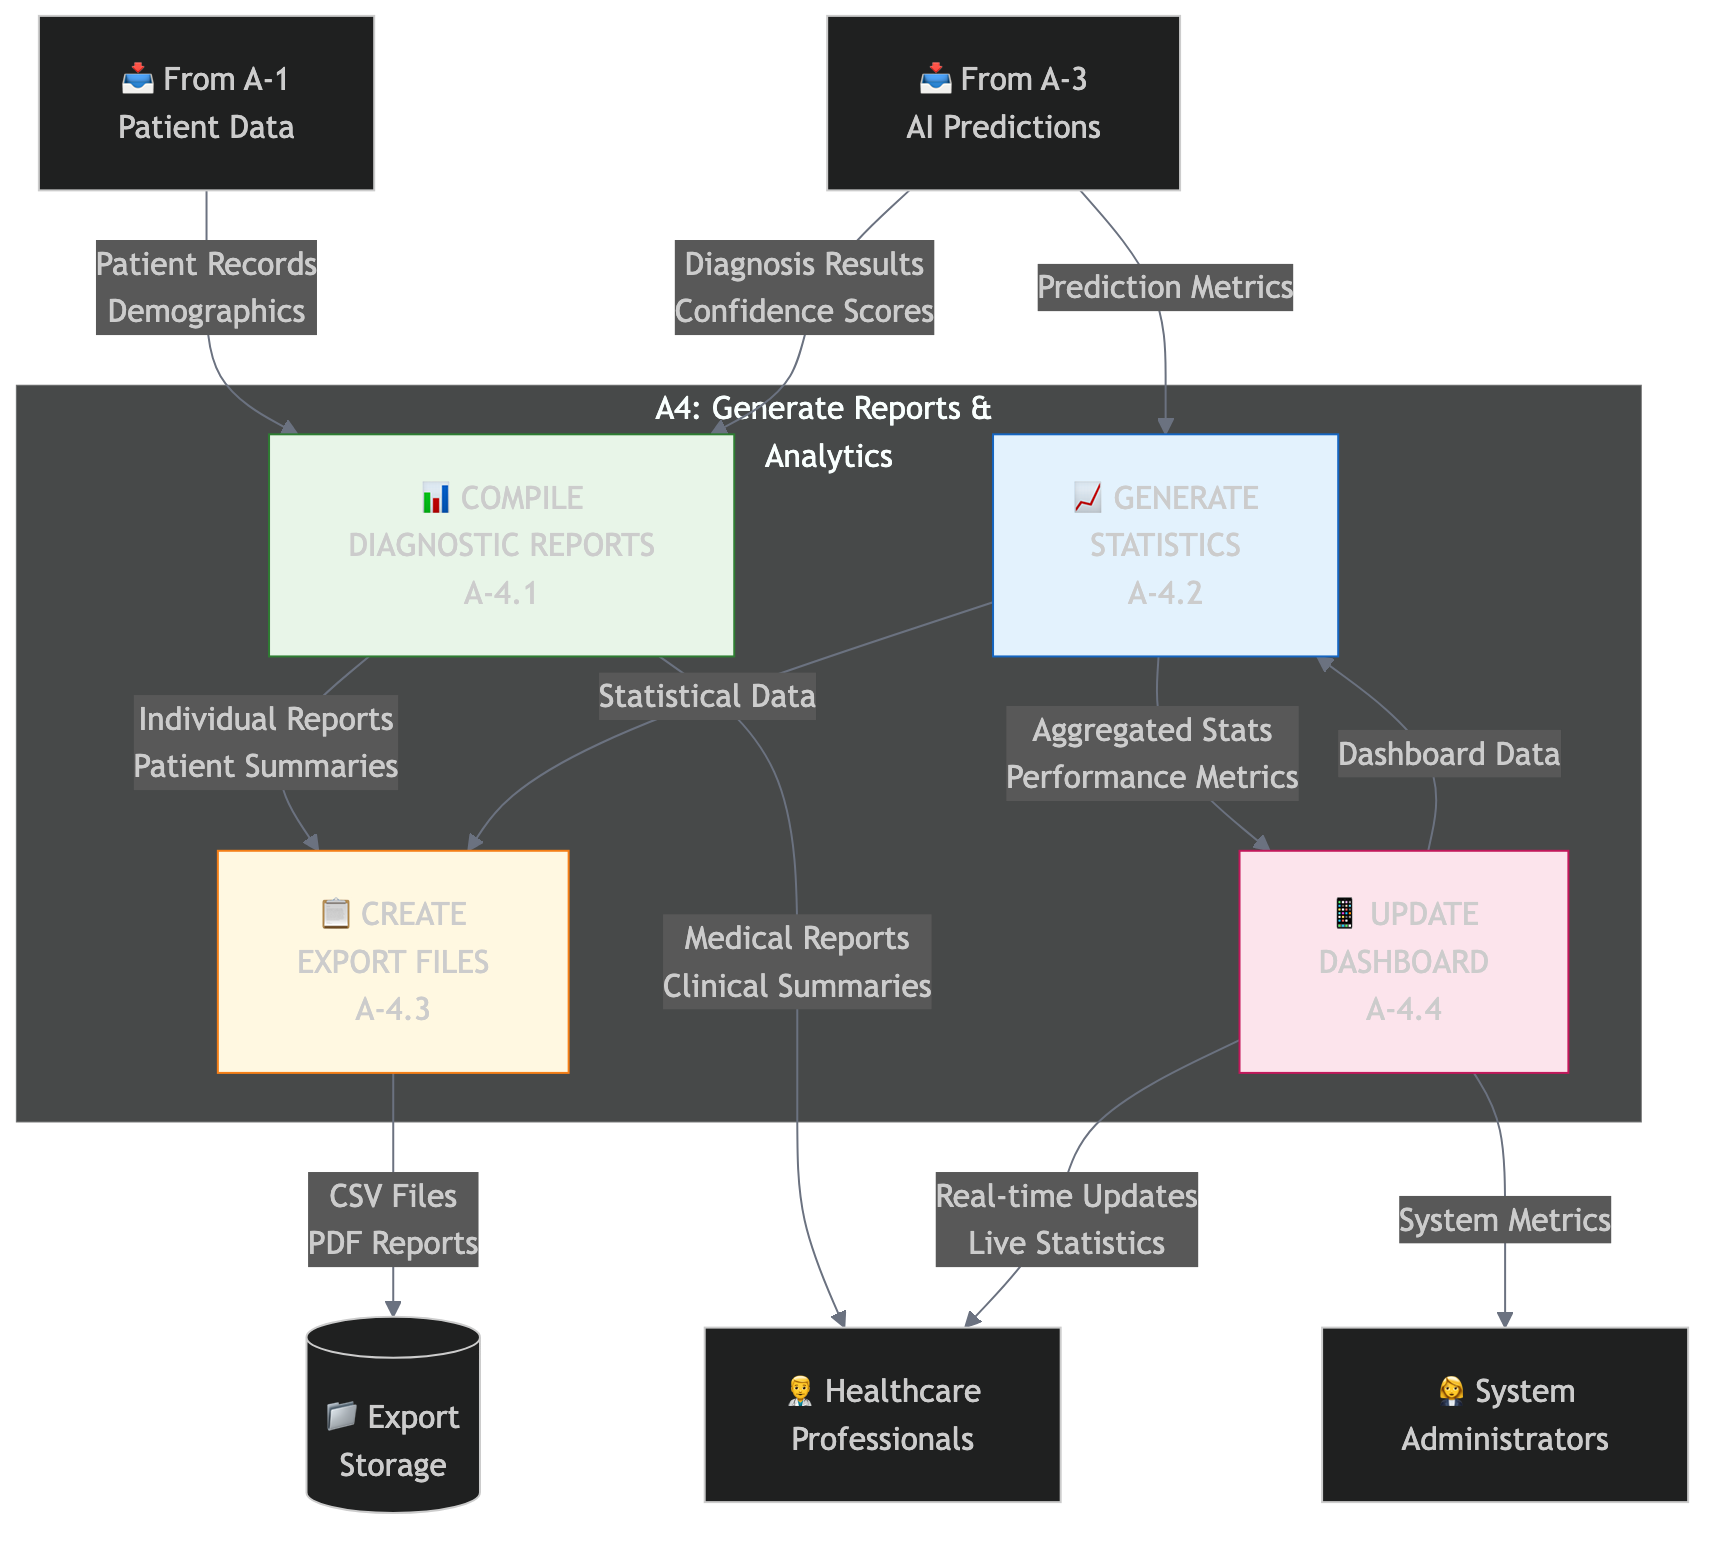 From A-1
Patient Data
From A-3
AI Predictions
Patient Records
Demographics
Diagnosis Results
Confidence Scores
Prediction Metrics
A4: Generate Reports &
Analytics
COMPILE
DIAGNOSTIC REPORTS
A-4.1
GENERATE
STATISTICS
A-4.2
Individual Reports
Patient Summaries
Statistical Data
Aggregated Stats
Performance Metrics
Dashboard Data
CREATE
EXPORT FILES
A-4.3
Medical Reports
Clinical Summaries
UPDATE
DASHBOARD
A-4.4
CSV Files
PDF Reports
Real-time Updates
Live Statistics
System Metrics
Export
Storage
Healthcare
Professionals
System
Administrators